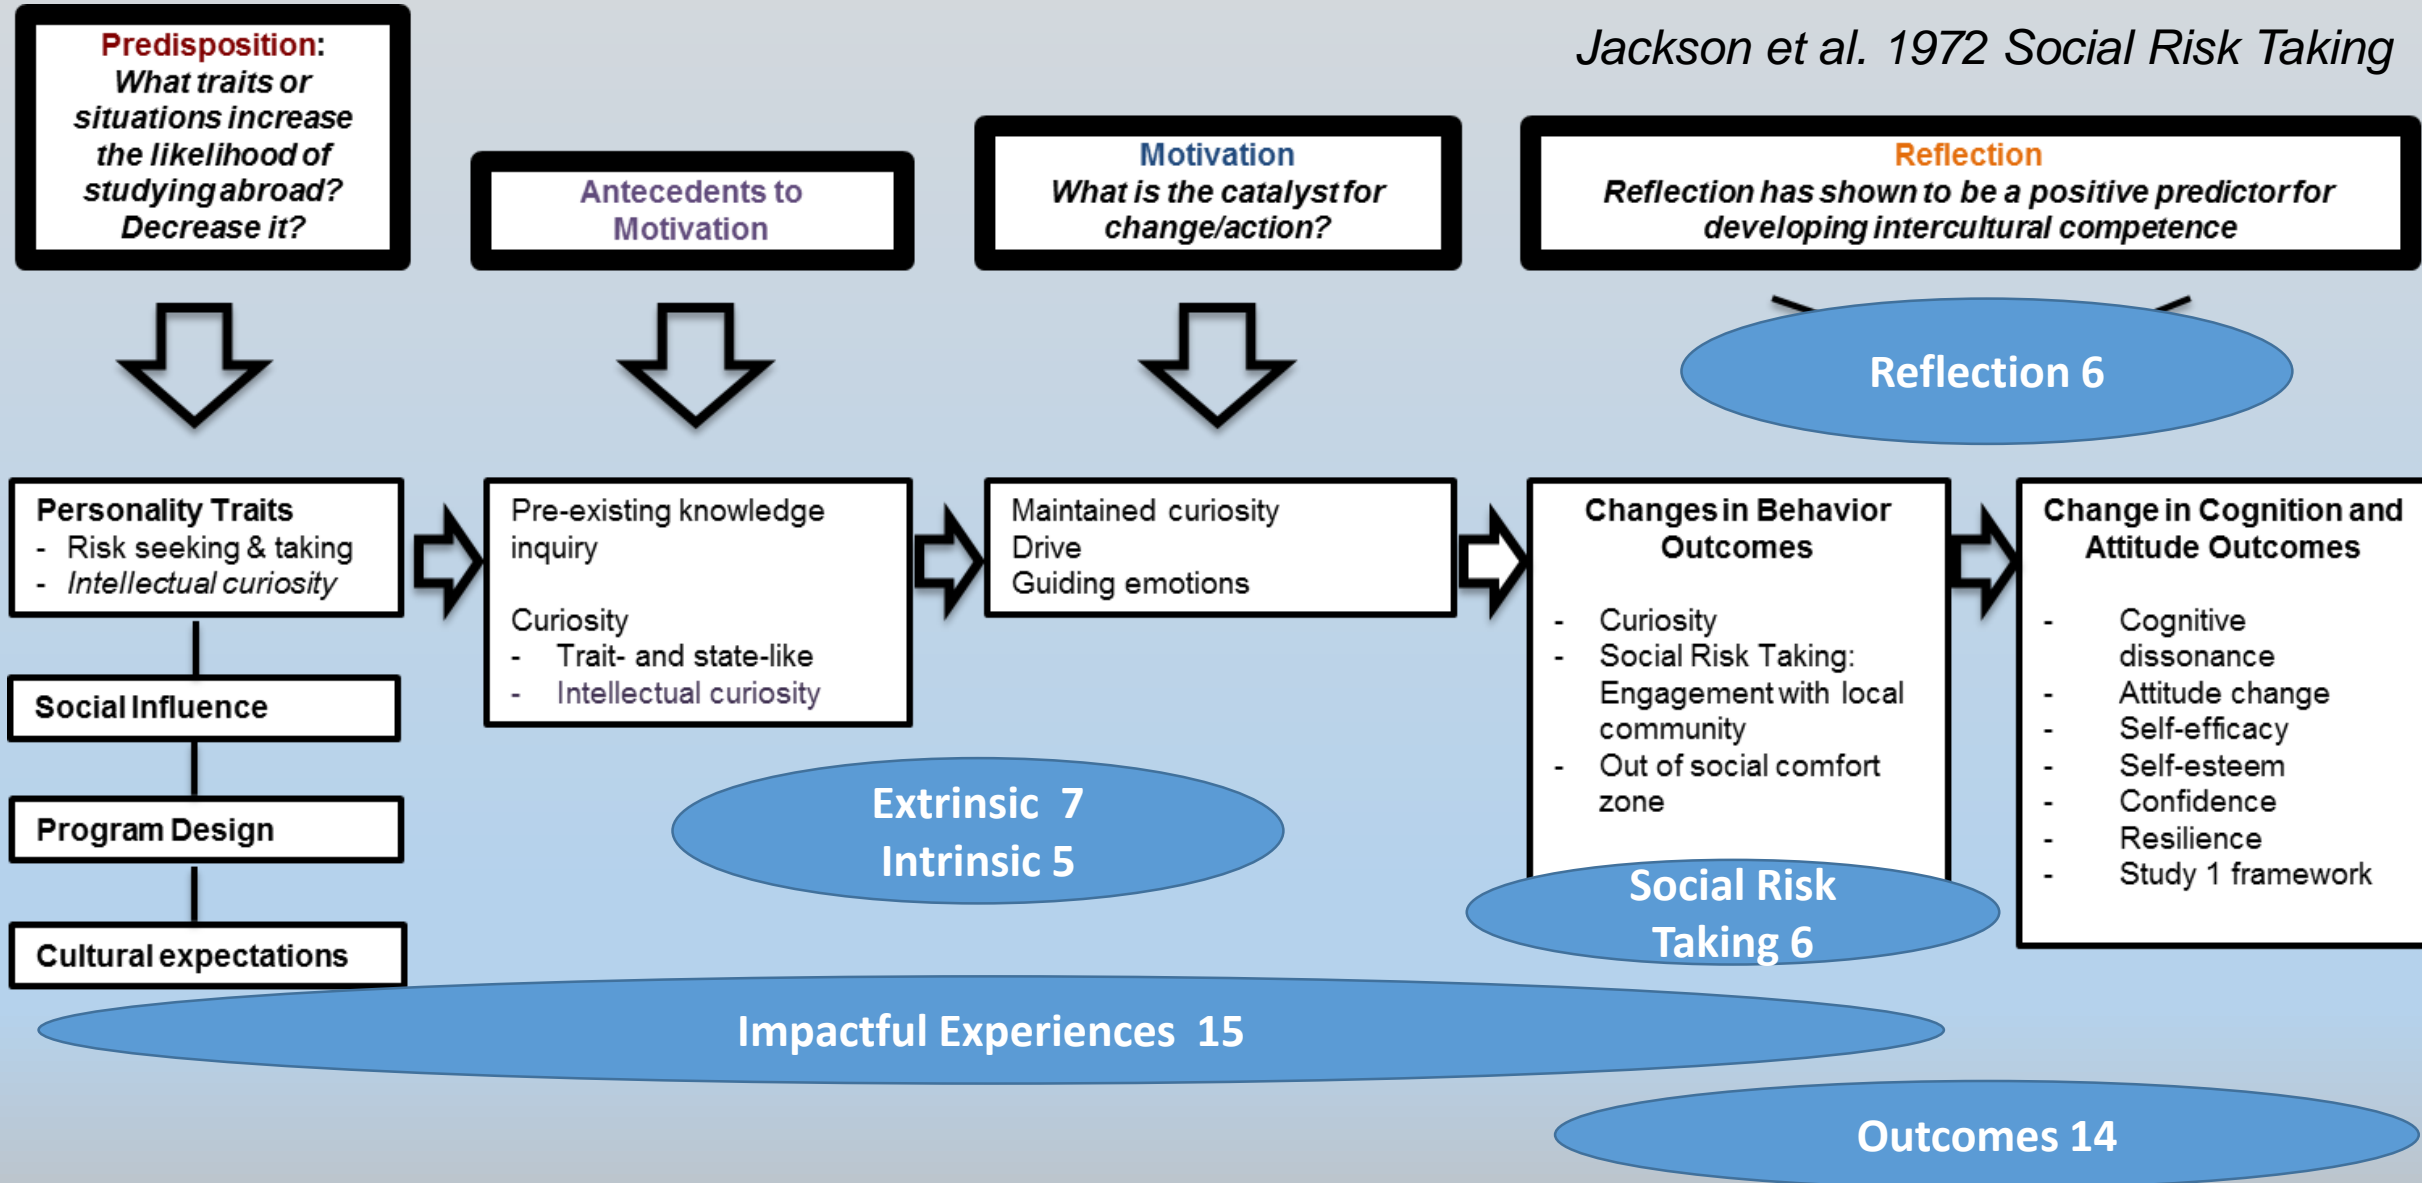 Jackson et al. 1972 Social Risk Taking
Predisposition:
What traits or
situations increase
the likelihood of
studying abroad?
Decrease it?
Antecedents to
Motivation
Motivation
What is the catalyst for
change/action?
Reflection
Reflection has shown to be a positive predictor for
developing intercultural competence
Reflection 6
Personality Traits
- Risk seeking & taking
- Intellectual curiosity
Social Influence
Program Design
Cultural expectations
Pre-existing knowledge
inquiry
Curiosity
- Trait- and state-like
- Intellectual curiosity
Maintained curiosity
Drive
Guiding emotions
Extrinsic 7
Intrinsic 5
Changes in Behavior
Outcomes
- Curiosity
- Social Risk Taking:
Engagement with local
community
- Out of social comfort
zone
Social Risk
Taking 6
Change in Cognition and
Attitude Outcomes
- Cognitive
dissonance
- Attitude change
- Self-efficacy
- Self-esteem
- Confidence
- Resilience
- Study 1 framework
Impactful Experiences 15
Outcomes 14